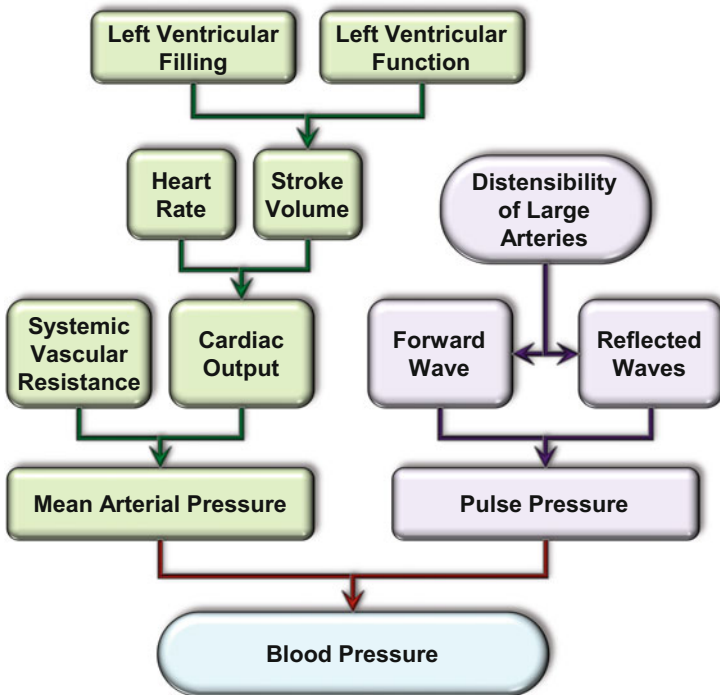 Left Ventricular
Filling
Left Ventricular
Function
Heart
Rate
Stroke
Volume
Distensibility
of Large
Arteries
Systemic
Vascular
Resistance
Cardiac
Output
Forward
Wave
Reflected
Waves
Mean Arterial Pressure
Pulse Pressure
Blood Pressure